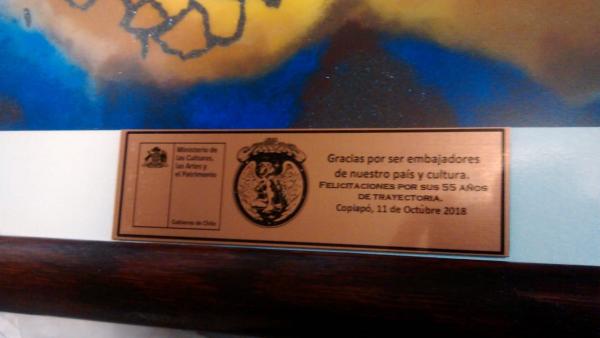 Ministerio de
las Culturas,
las Artes y
el Patrimonio
Gobierno de Chile
Gracias por ser embajadores
de nuestro país y cultura.
FELICITACIONES POR SUS 55 AÑOS
DE TRAYECTORIA.
Copiapó, 11 de Octubre 2018